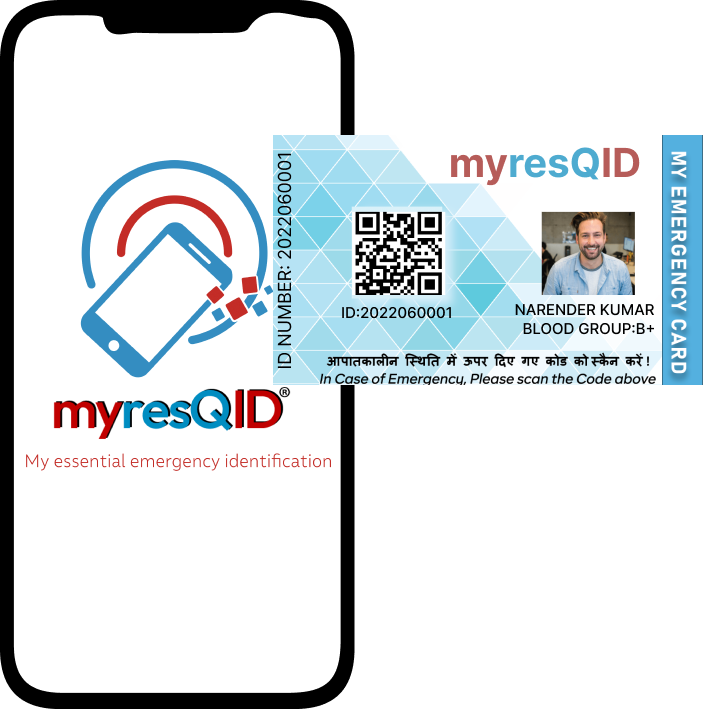 myresQID®
My essential emergency identification
ID NUMBER: 2022060001
myresQID
ID:2022060001
NARENDER KUMAR
BLOOD GROUP:B+
आपातकालीन स्थिति में ऊपर दिए गए कोड को स्कैन करें !
In Case of Emergency, Please scan the Code above
MY EMERGENCY CARD